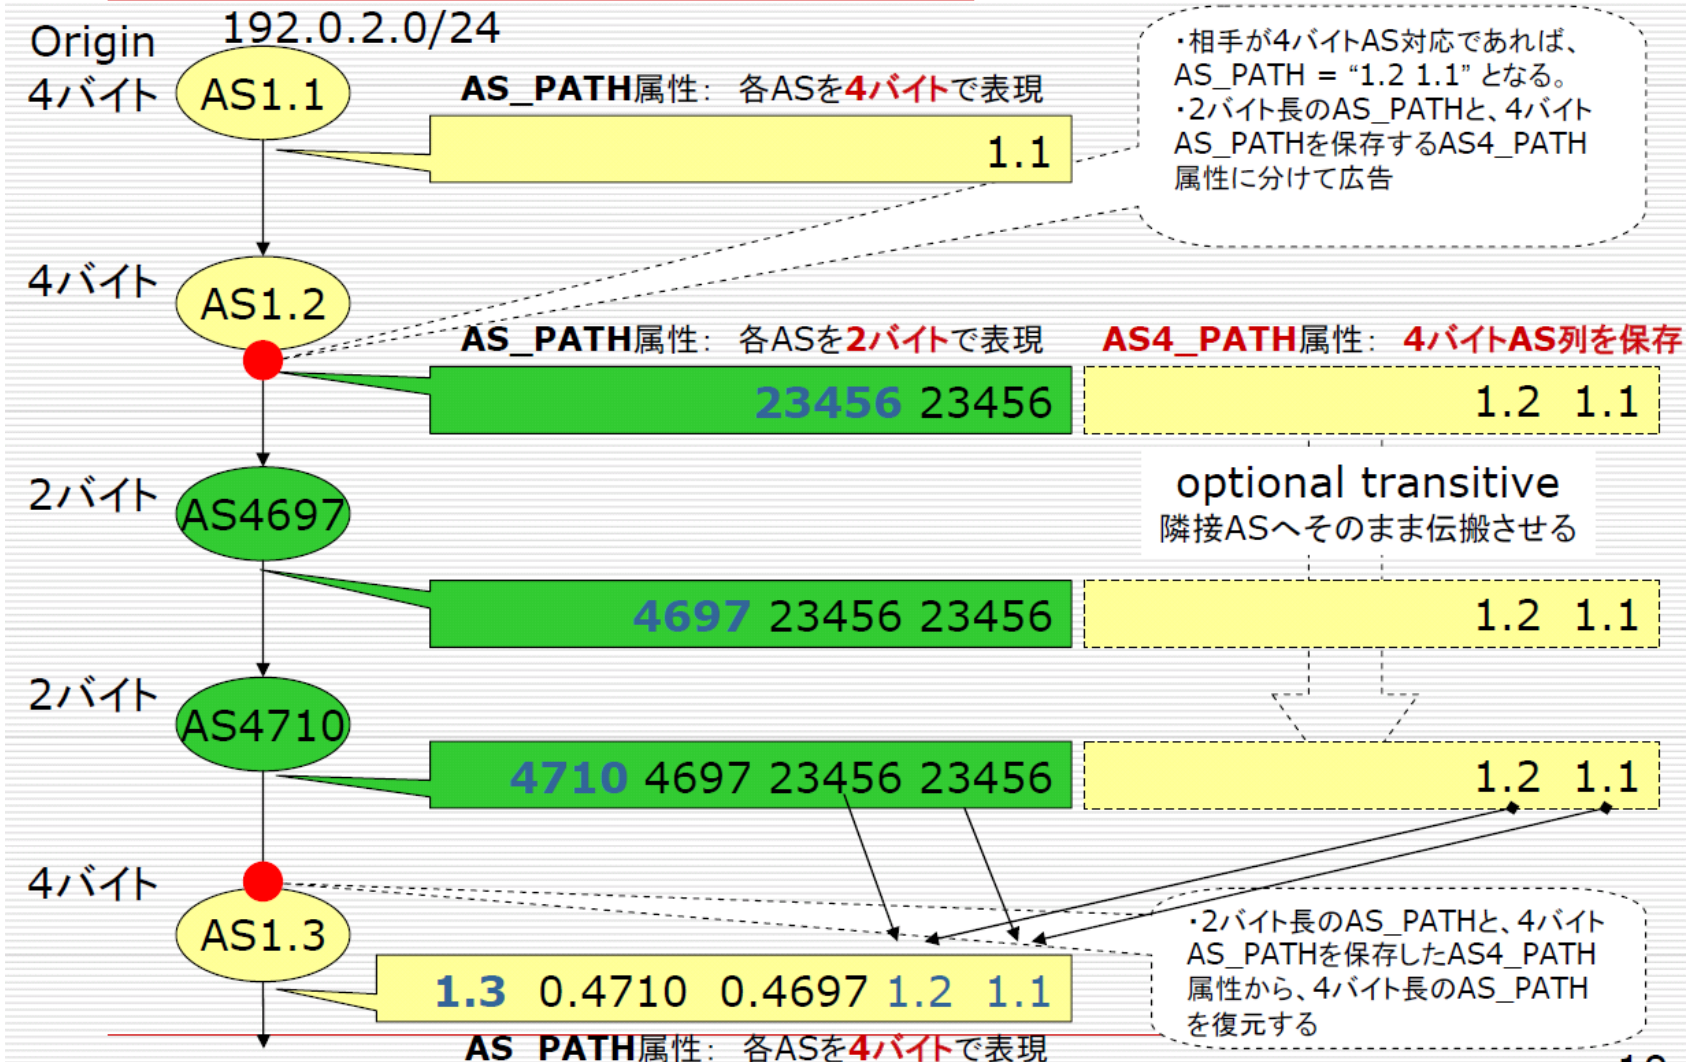 Origin
192.0.2.0/24
4バイト
AS1.1
AS_PATH属性: 各ASを4バイトで表現
1.1
・相手が4バイトAS対応であれば、
AS_PATH = “1.2 1.1” となる。
・2バイト長のAS_PATHと、4バイト
AS_PATHを保存するAS4_PATH
属性に分けて広告
4バイト
AS1.2
AS_PATH属性: 各ASを2バイトで表現
AS4_PATH属性: 4バイトAS列を保存
23456 23456
1.2 1.1
2バイト
AS4697
optional transitive
隣接ASへそのまま伝搬させる
4697 23456 23456
1.2 1.1
2バイト
AS4710
4710 4697 23456 23456
1.2 1.1
4バイト
AS1.3
・2バイト長のAS_PATHと、4バイト
AS_PATHを保存したAS4_PATH
属性から、4バイト長のAS_PATH
を復元する
1.3 0.4710 0.4697 1.2 1.1
AS_PATH属性: 各ASを4バイトで表現